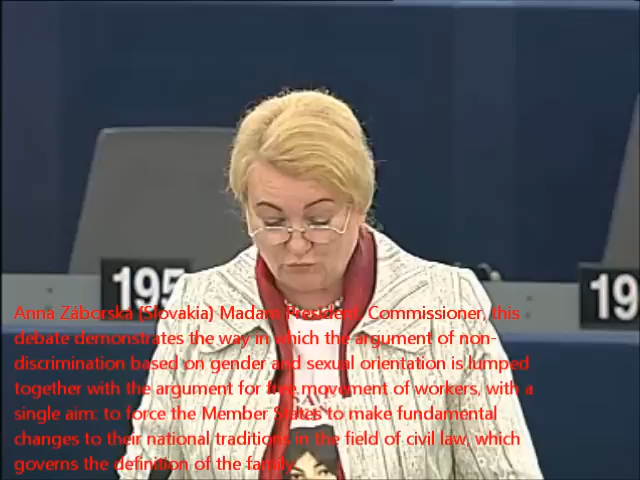 195
19
Anna Záborska (Slovakia) Madam President, Commissioner, this
debate demonstrates the way in which the argument of non-
discrimination based on gender and sexual orientation is lumped
together with the argument for free movement of workers, with a
single aim: to force the Member States to make fundamental
changes to their national traditions in the field of civil law, which
governs the definition of the family.